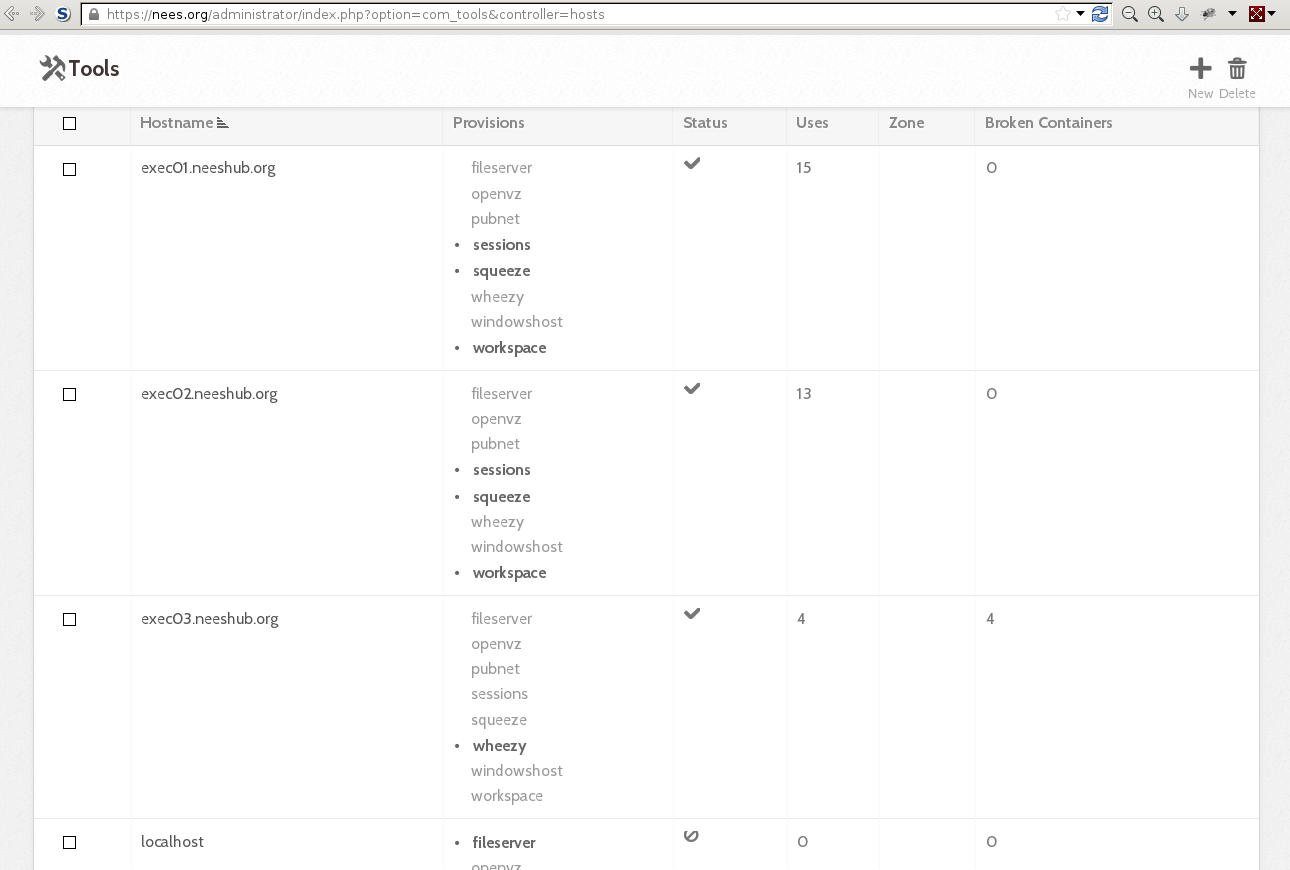 https://nees.org/administrator/index.php?option=com_tools&controller=hosts
Tools
New Delete
Hostname Provisions Status Uses Zone Broken Containers
exec01.neeshub.org fileserver 15 0
openvz
pubnet
• sessions
• squeeze
wheezy
windowshost
• workspace
exec02.neeshub.org fileserver 13 0
openvz
pubnet
• sessions
• squeeze
wheezy
windowshost
• workspace
exec03.neeshub.org fileserver 4 4
openvz
pubnet
sessions
squeeze
• wheezy
windowshost
workspace
localhost • fileserver 0 0
openvz